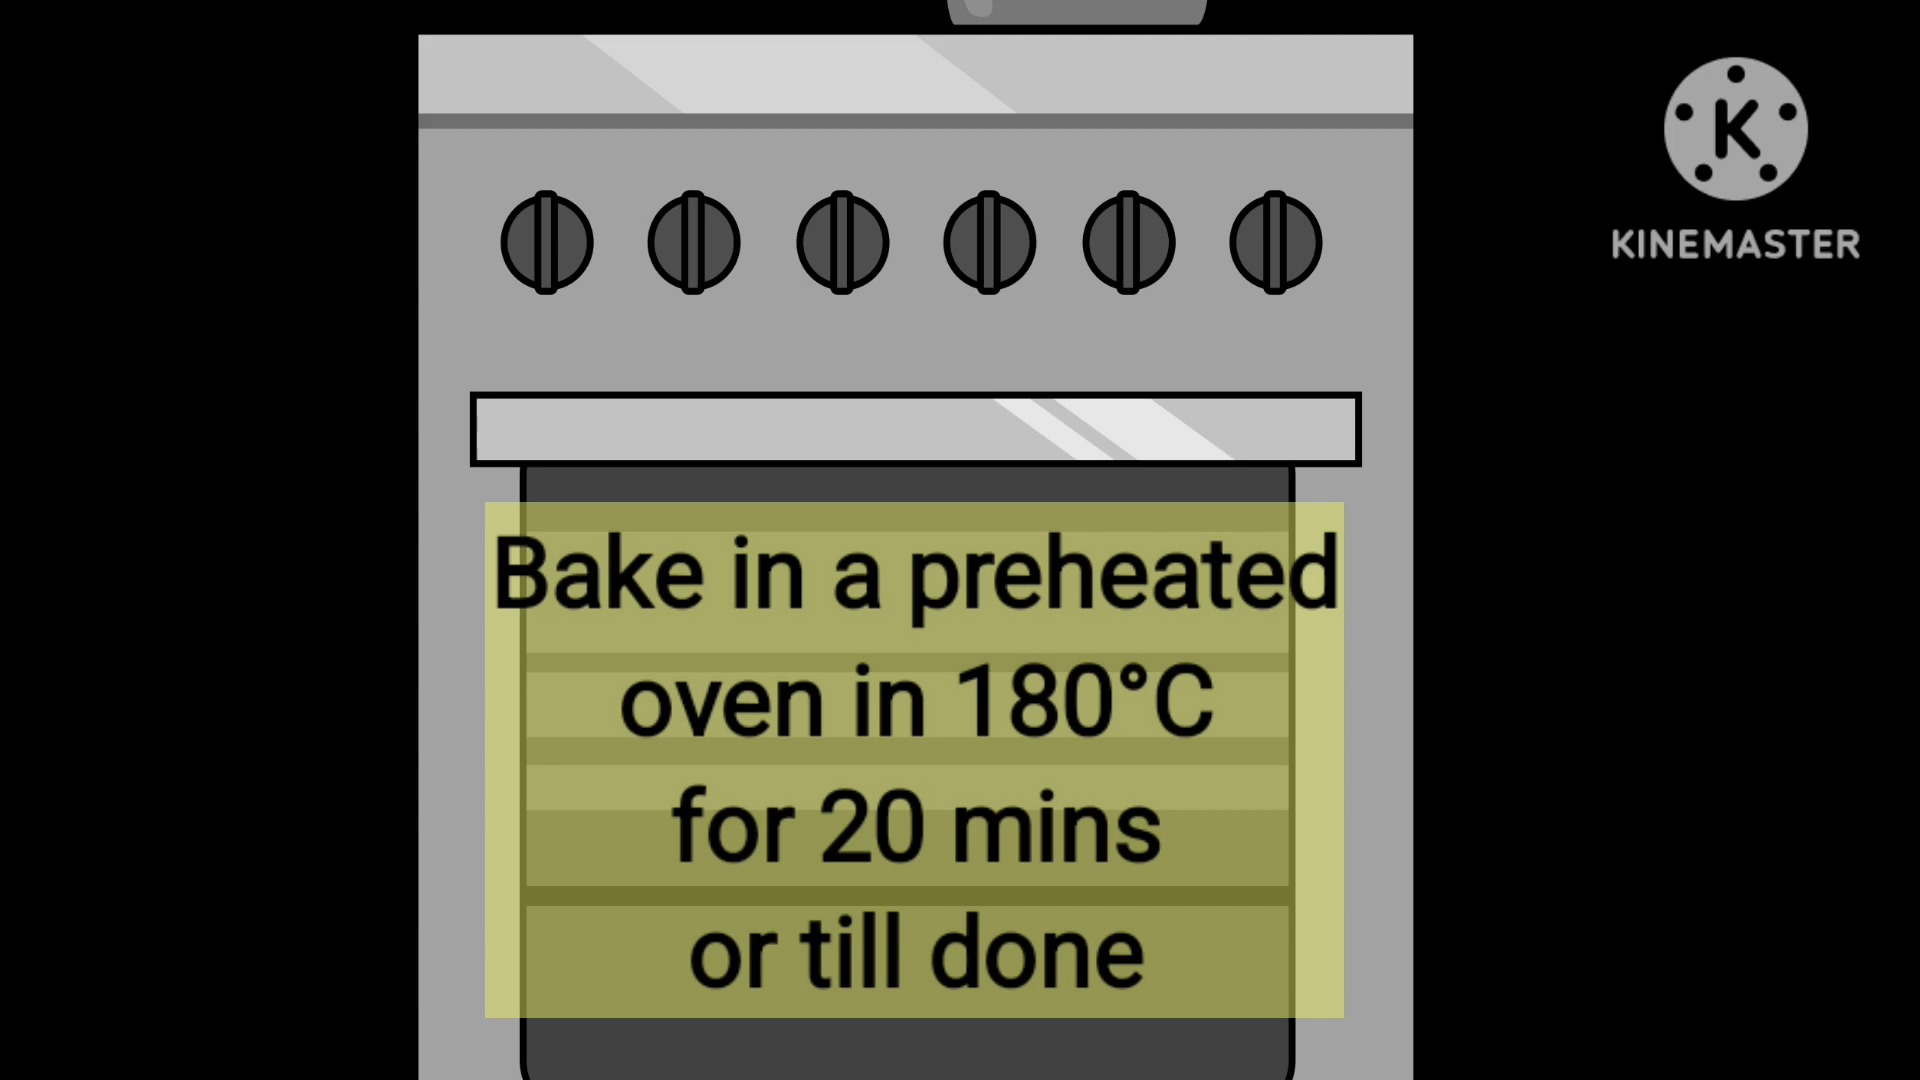 K
KINEMASTER
Bake in a preheated
oven in 180°C
for 20 mins
or till done